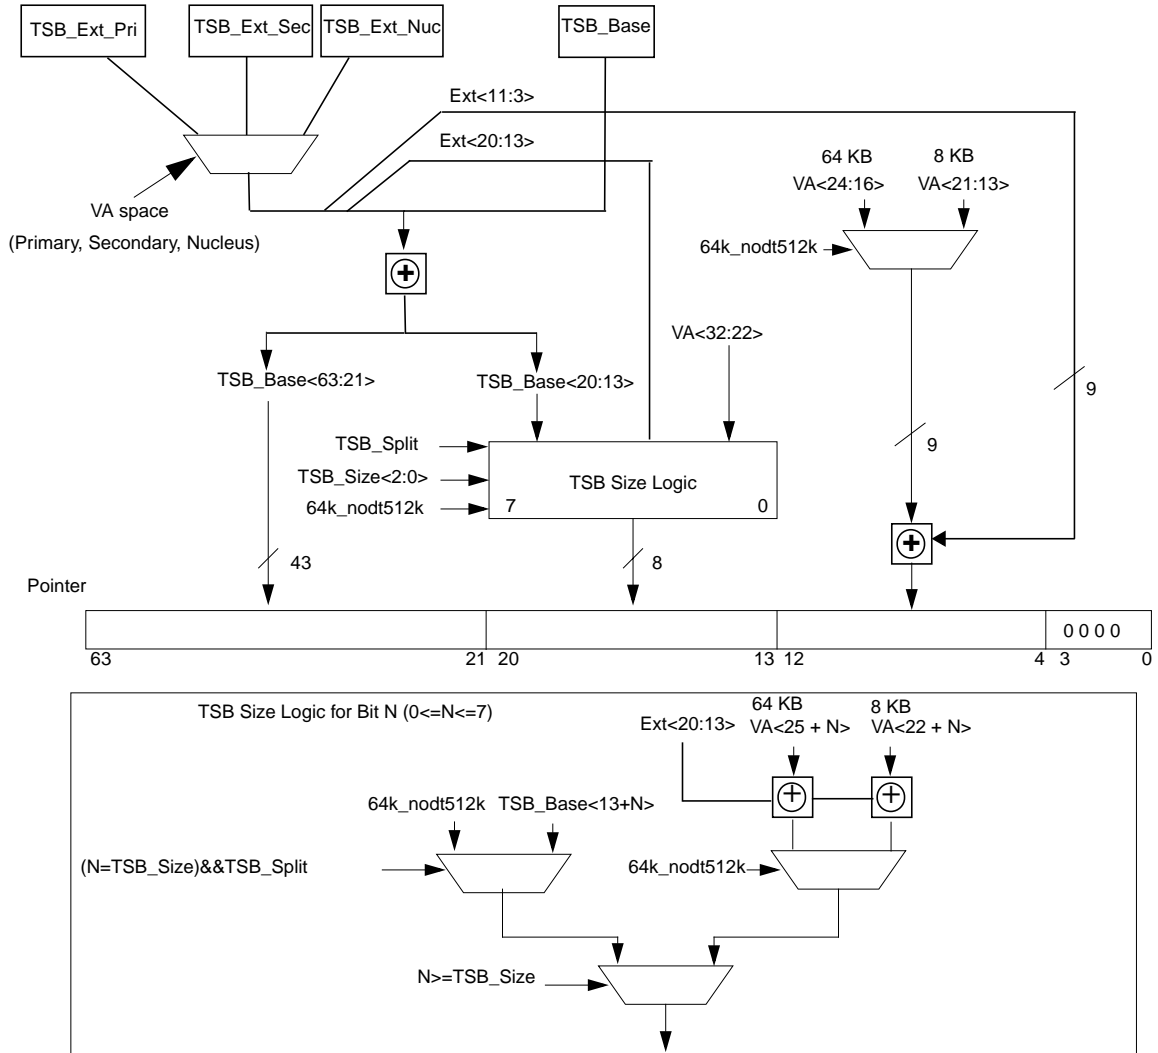 TSB_Ext_Pri
TSB_Ext_Sec
TSB_Ext_Nuc
TSB_Base
Ext<11:3>
Ext<20:13>
64 KB
8 KB
VA<24:16>
VA<21:13>
VA space
(Primary, Secondary, Nucleus)
64k_nodt512k
VA<32:22>
TSB_Base<63:21>
TSB_Base<20:13>
9
9
TSB_Split
TSB_Size<2:0>
64k_nodt512k
TSB Size Logic
7
0
43
8
Pointer
0 0 0 0
63
21
20
13
12
4
3
0
TSB Size Logic for Bit N (0<=N<=7)
64 KB
8 KB
Ext<20:13>
VA<25 + N>
VA<22 + N>
64k_nodt512k
TSB_Base<13+N>
(N=TSB_Size)&&TSB_Split
64k_nodt512k
N>=TSB_Size